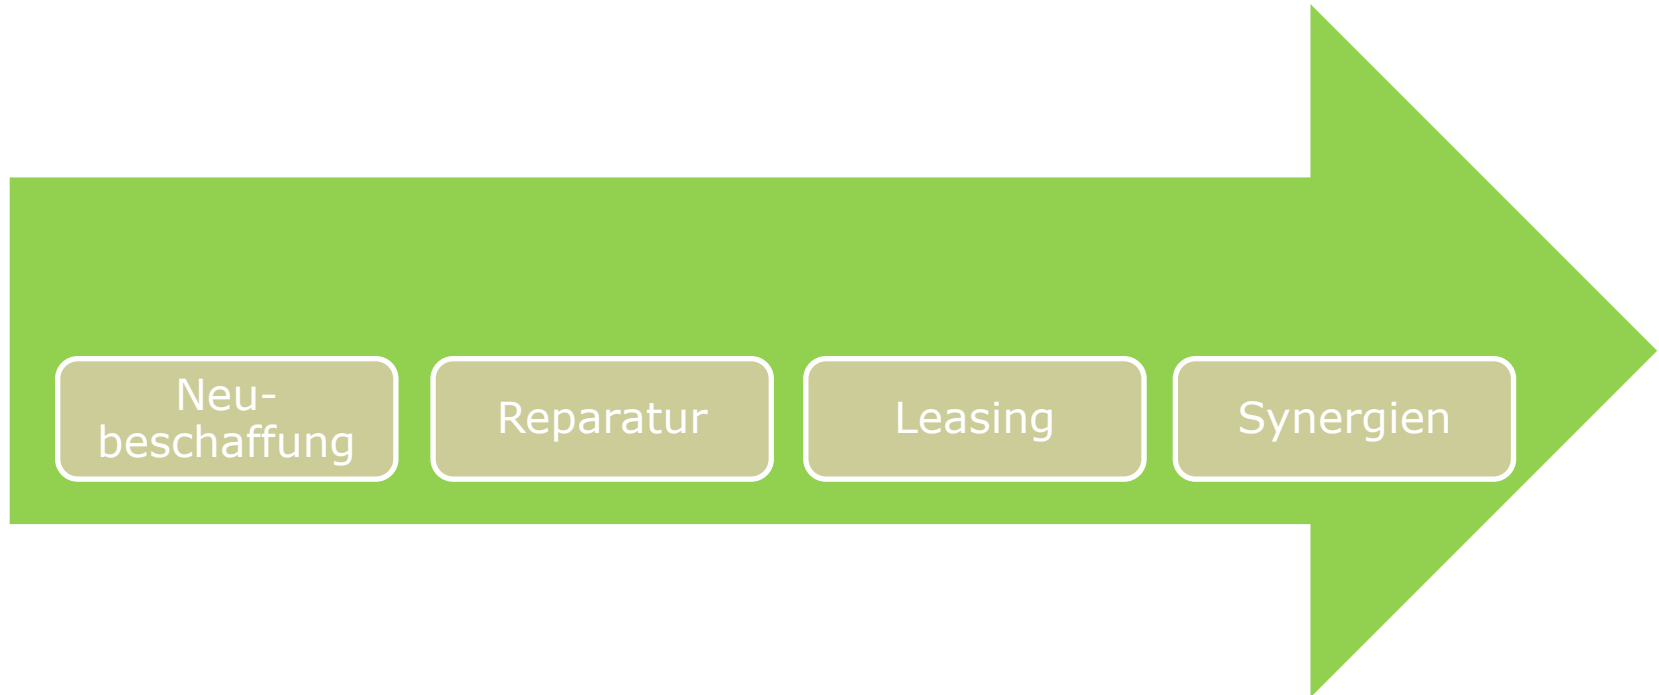 Neu-
beschaffung
Reparatur
Leasing
Synergien